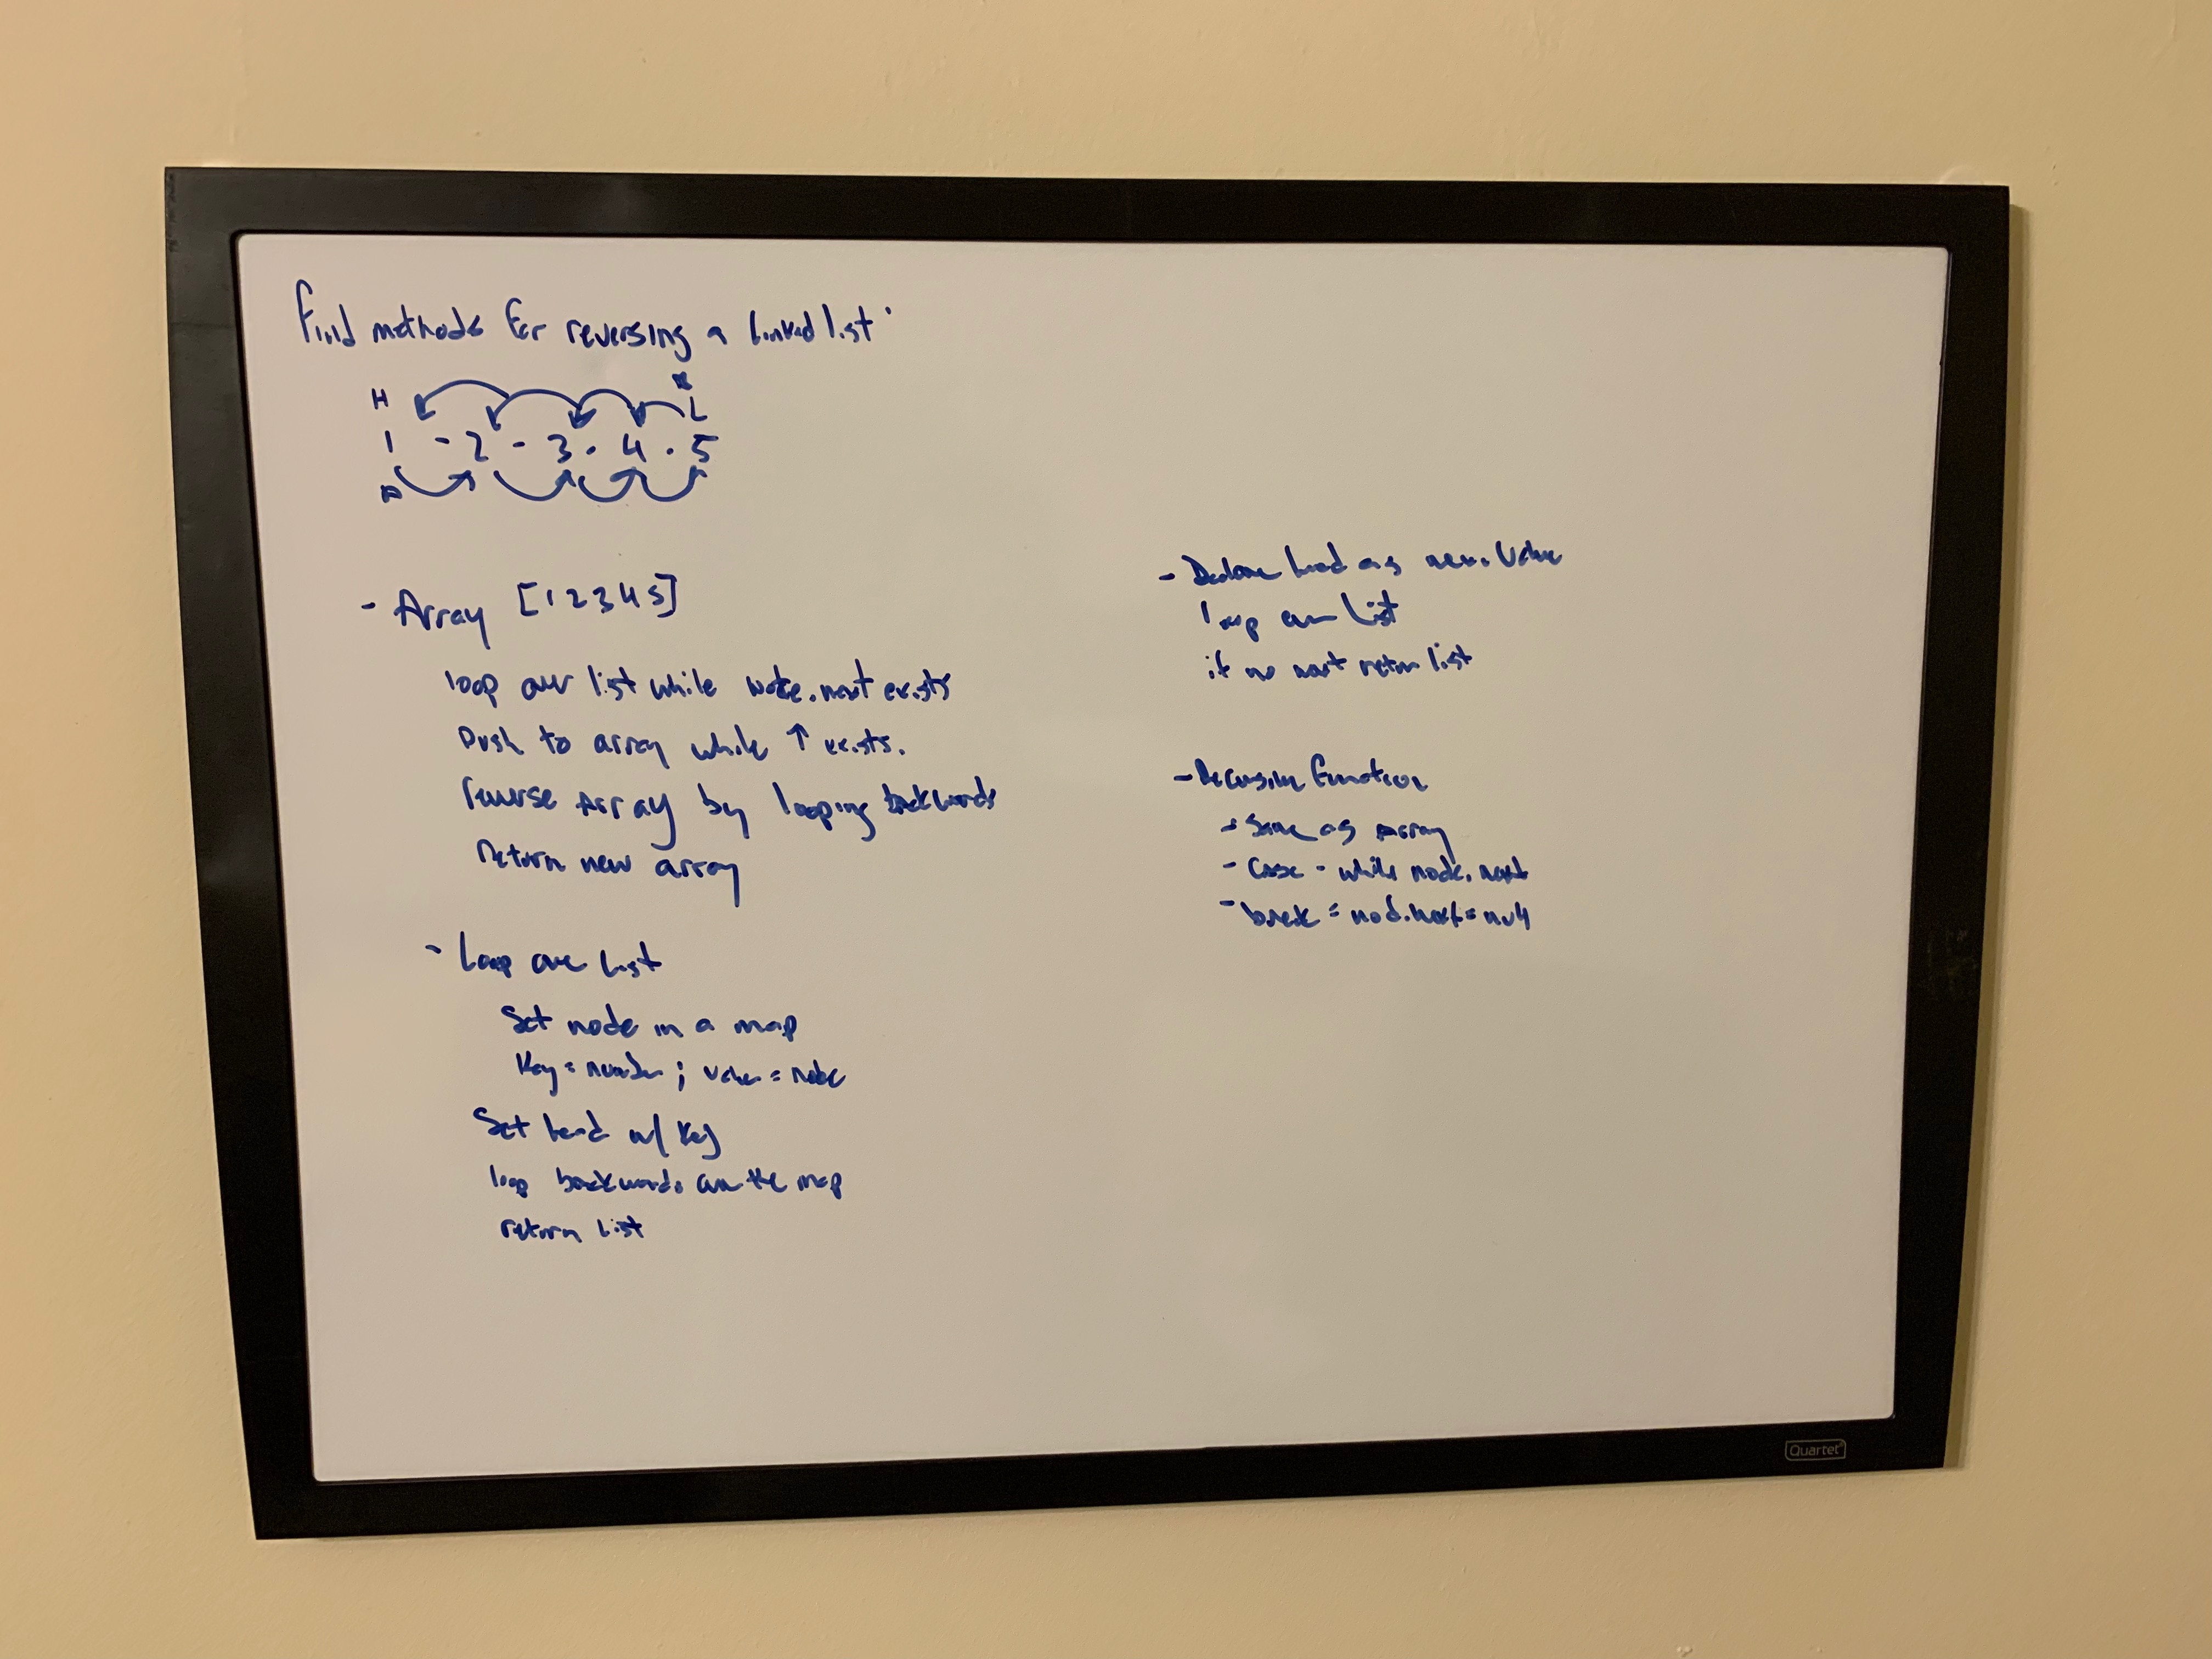 Find methods for reversing a linked list
H
L
1 - 2 - 3 . 4 . 5
- Array [1 2 3 4 5]
loop over list while node.next exists
Push to array while ↑ exists.
reverse Array by looping backwards
Return new array
- Loop over list
Set node in a map
Key = number ; value = node
Set head w/ key
loop backwards over the map
return list
- Declare head as new. Value
loop over list
if no next return list
- Recursive function
- Same as Array
- Case - while node.next
- break = nod.next = null
Quartet